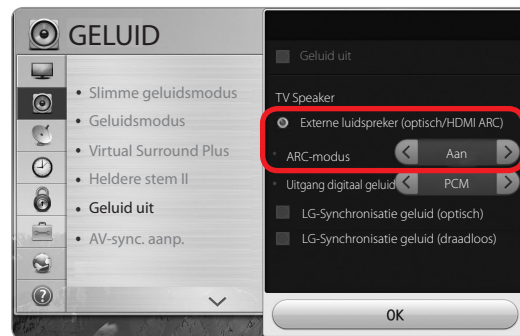 GELUID
Slimme geluidsmodus
Geluidsmodus
Virtual Surround Plus
Heldere stem II
Geluid uit
AV-sync. aanp.
Geluid uit
TV Speaker
Externe luidspreker (optisch/HDMI ARC)
ARC-modus Aan
Uitgang digitaal geluid PCM
LG-Synchronisatie geluid (optisch)
LG-Synchronisatie geluid (draadloos)
OK